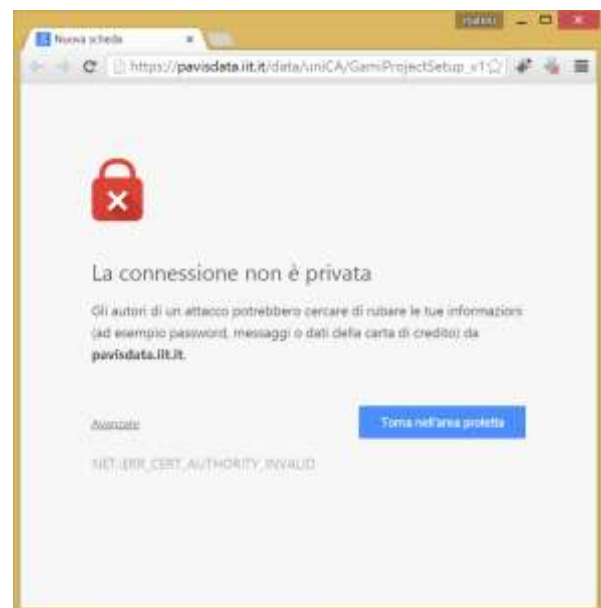 Nuova scheda
https://pavisdata.iit.it/data/uniCA/GamiProjectSetup_v1
La connessione non è privata
Gli autori di un attacco potrebbero cercare di rubare le tue informazioni
(ad esempio password, messaggi o dati della carta di credito) da
pavisdata.iit.it.
Avanzate
Torna nell'area protetta
NET::ERR_CERT_AUTHORITY_INVALID